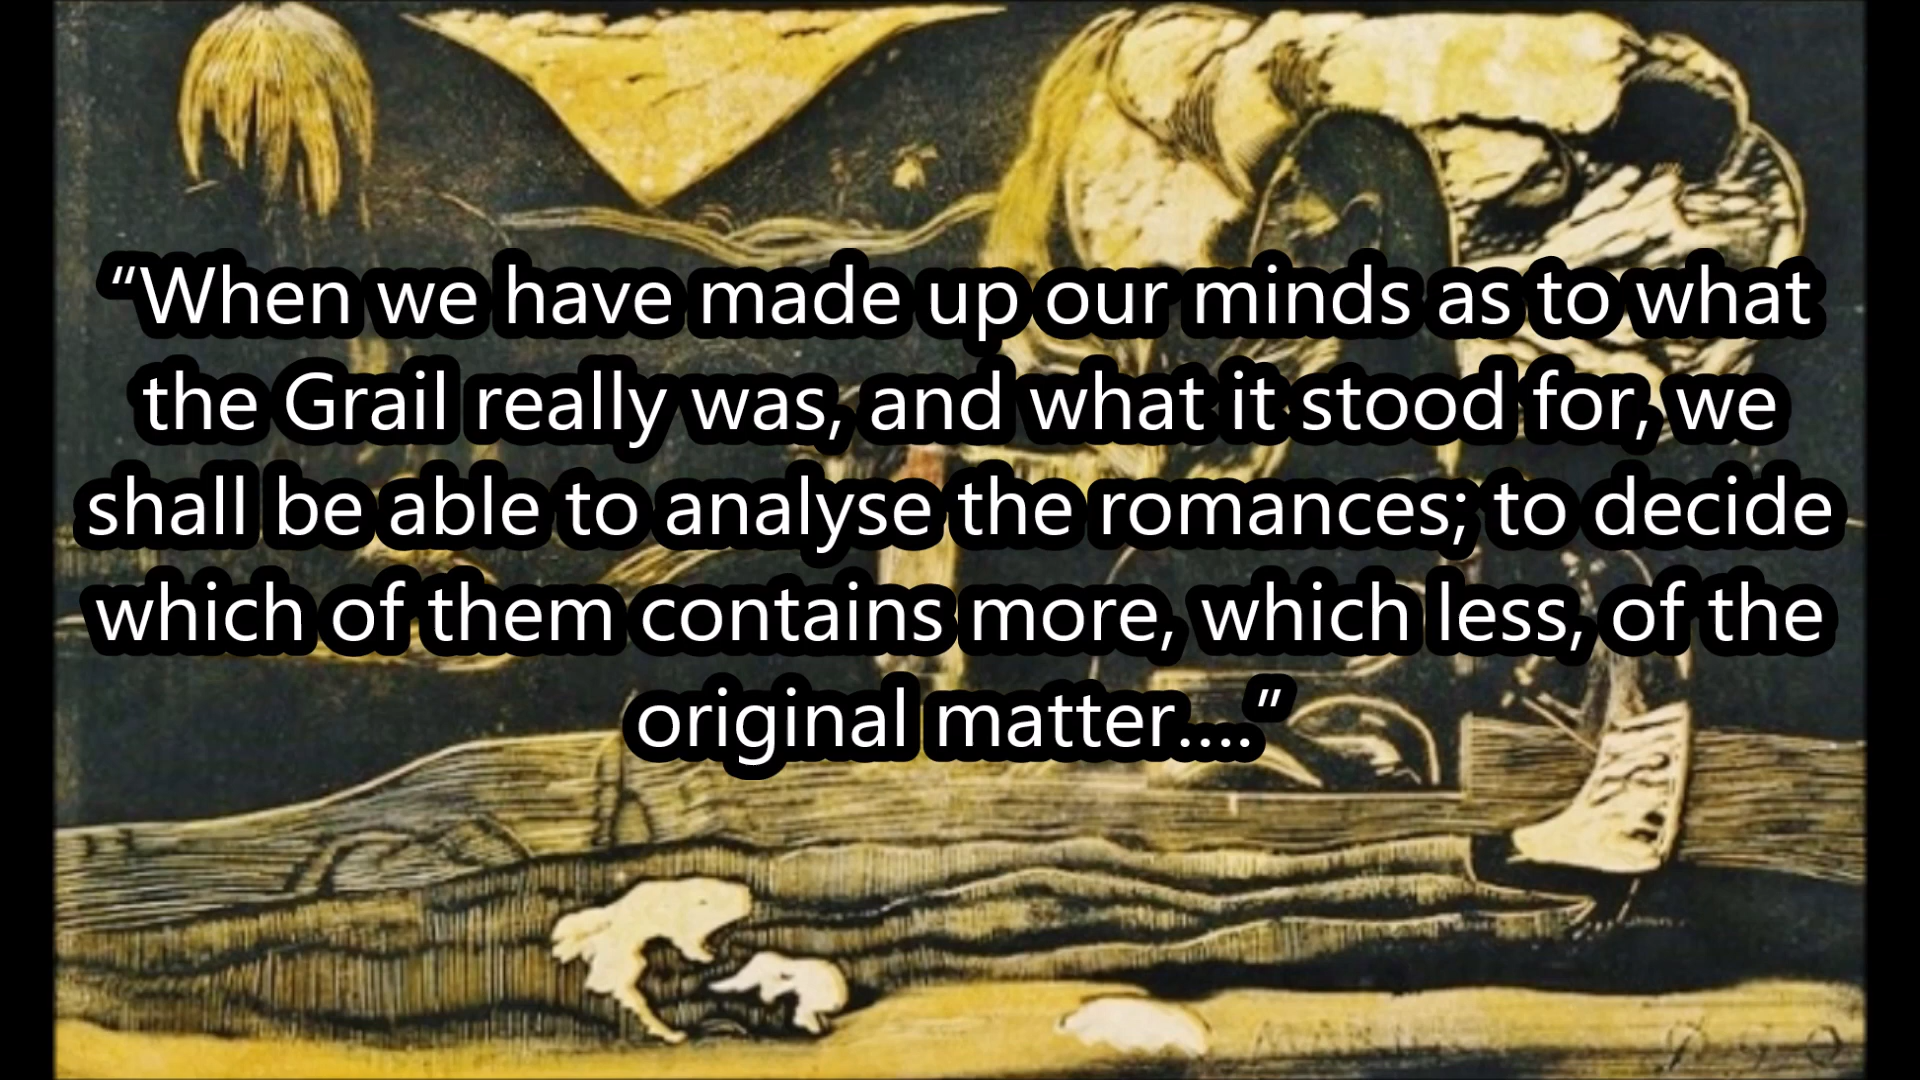 “When we have made up our minds as to what
the Grail really was, and what it stood for, we
shall be able to analyse the romances; to decide
which of them contains more, which less, of the
original matter....”